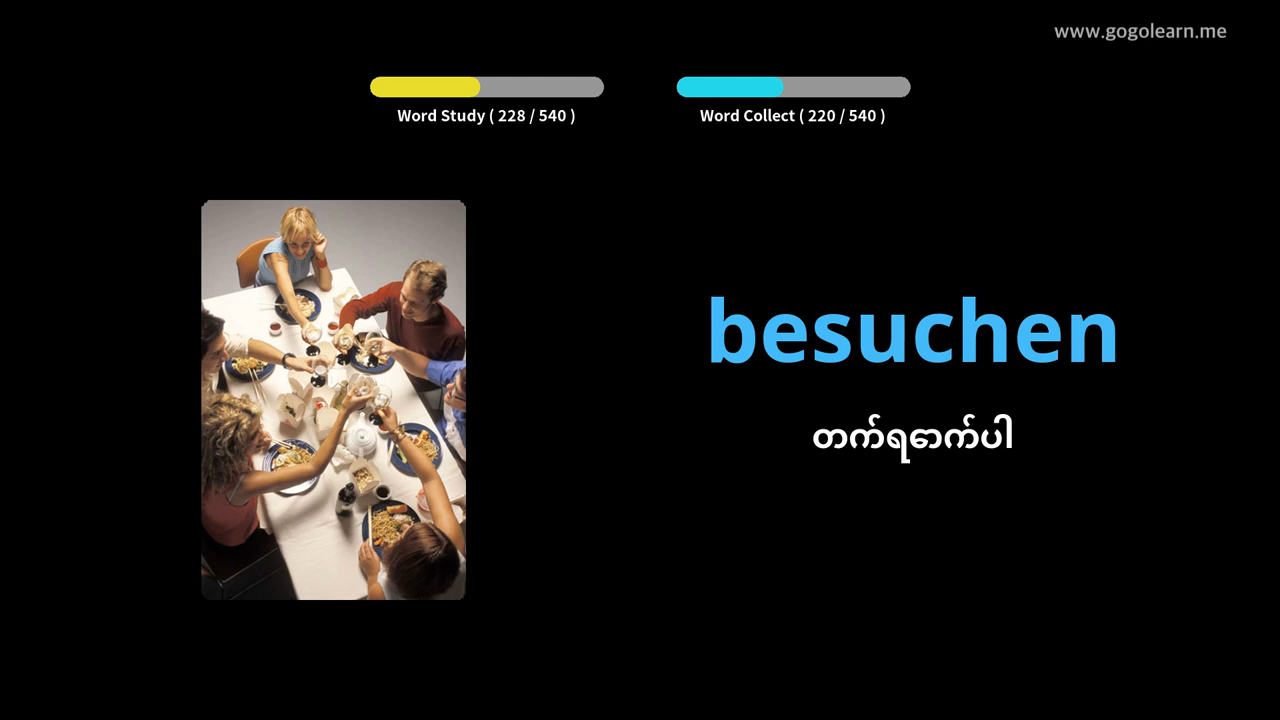 www.gogolearn.me
Word Study ( 228 / 540 )
Word Collect ( 220 / 540 )
besuchen
တက်ရောက်ပါ